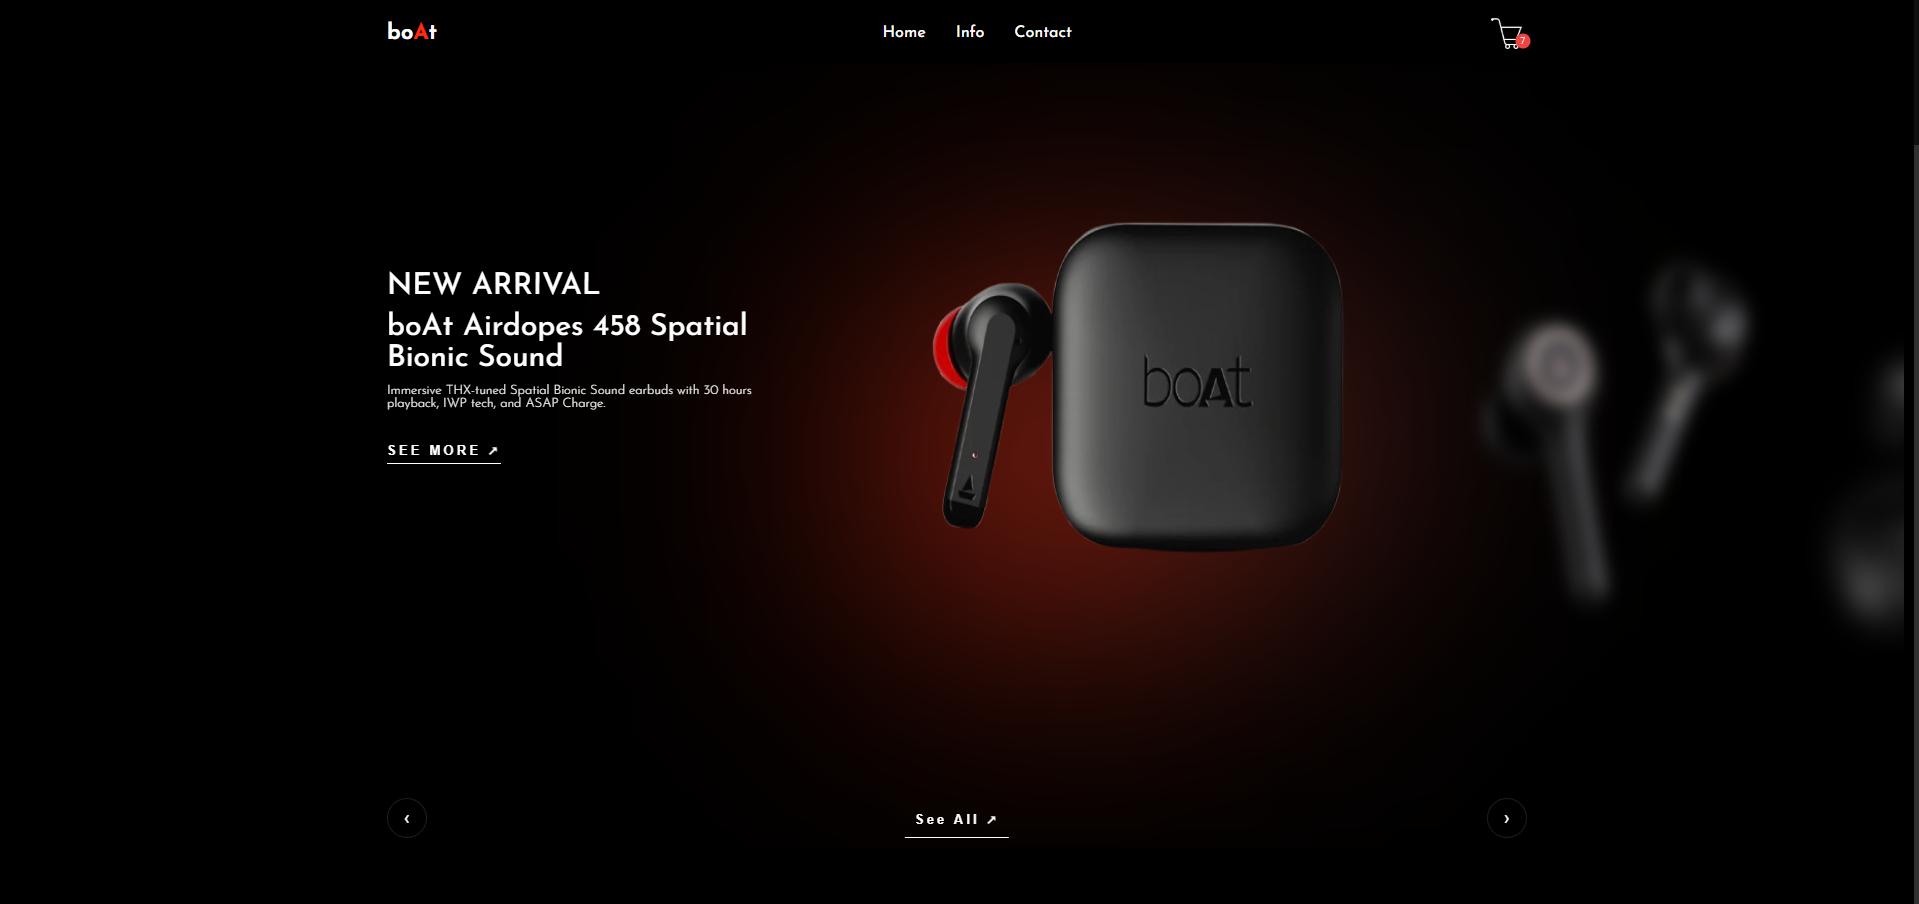 boAt
Home
Info
Contact
7
NEW ARRIVAL
boAt Airdopes 458 Spatial
Bionic Sound
Immersive THX-tuned Spatial Bionic Sound earbuds with 30 hours
playback, IWP tech, and ASAP Charge.
SEE MORE ↗
boAt
‹
See All ↗
›